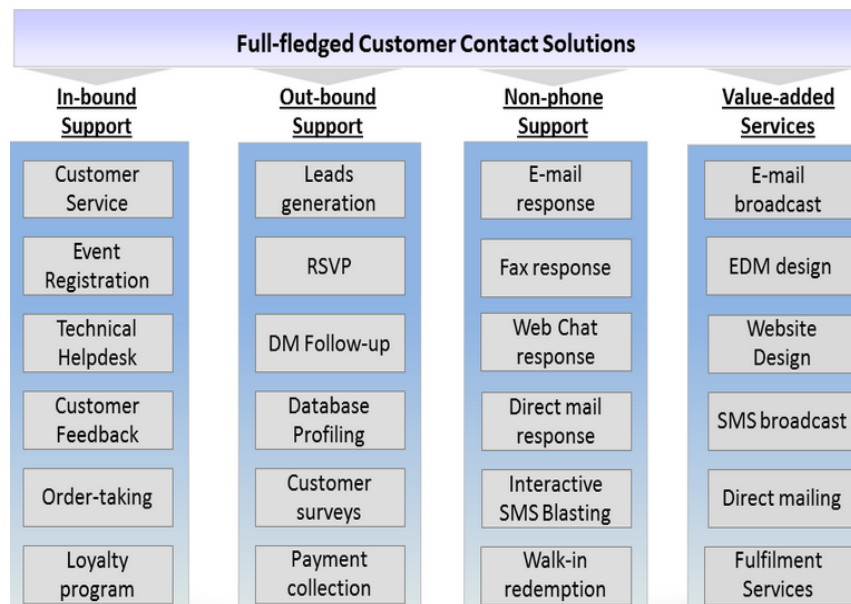 Full-fledged Customer Contact Solutions
In-bound
Support
Customer
Service
Event
Registration
Technical
Helpdesk
Customer
Feedback
Order-taking
Loyalty
program
Out-bound
Support
Leads
generation
RSVP
DM Follow-up
Database
Profiling
Customer
surveys
Payment
collection
Non-phone
Support
E-mail
response
Fax response
Web Chat
response
Direct mail
response
Interactive
SMS Blasting
Walk-in
redemption
Value-added
Services
E-mail
broadcast
EDM design
Website
Design
SMS broadcast
Direct mailing
Fulfilment
Services